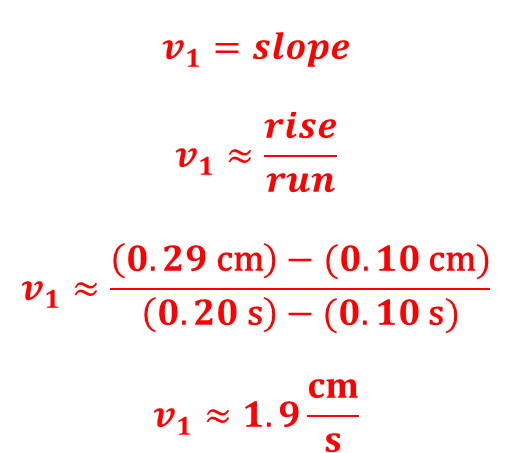 v₁ = slope
v₁ ≈ rise/run
v₁ ≈ ((0.29 cm) − (0.10 cm))/((0.20 s) − (0.10 s))
v₁ ≈ 1.9 cm/s